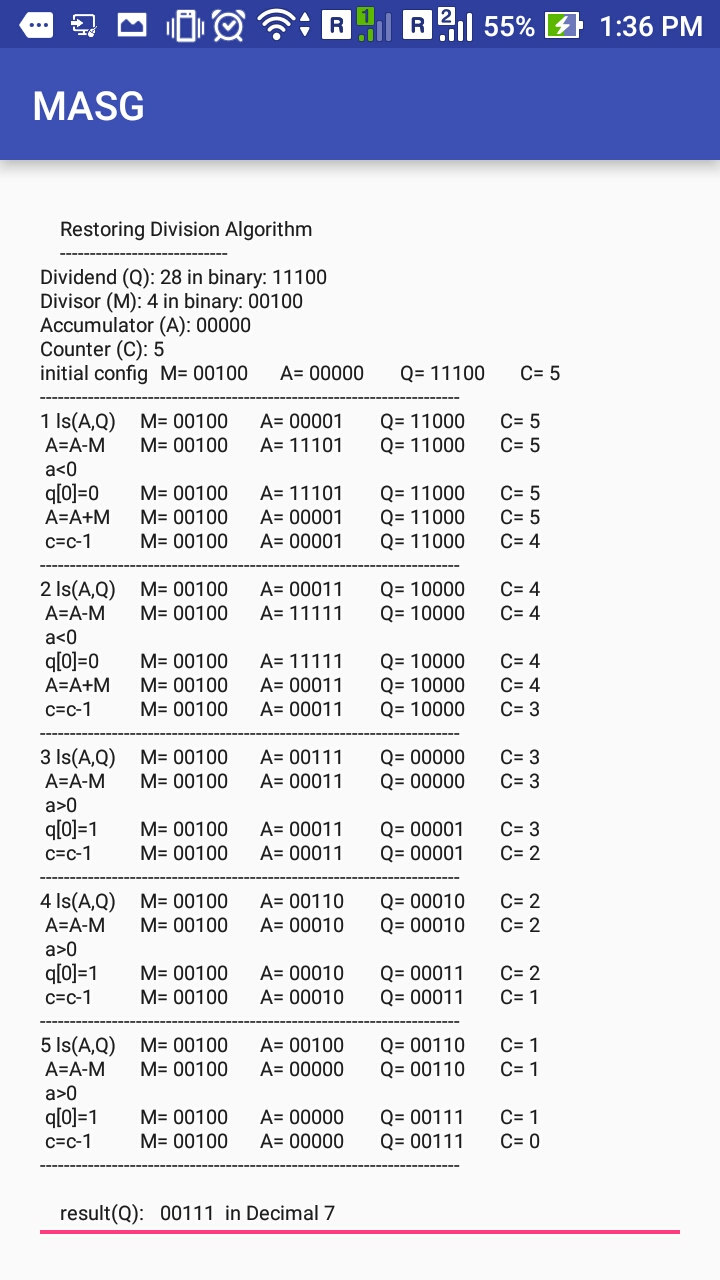 R 1 R 2 55% 1:36 PM
MASG
Restoring Division Algorithm
----------------------------
Dividend (Q): 28 in binary: 11100
Divisor (M): 4 in binary: 00100
Accumulator (A): 00000
Counter (C): 5
initial config M= 00100 A= 00000 Q= 11100 C= 5
----------------------------------------------------------------------
1 ls(A,Q) M= 00100 A= 00001 Q= 11000 C= 5
A=A-M M= 00100 A= 11101 Q= 11000 C= 5
a<0
q[0]=0 M= 00100 A= 11101 Q= 11000 C= 5
A=A+M M= 00100 A= 00001 Q= 11000 C= 5
c=c-1 M= 00100 A= 00001 Q= 11000 C= 4
----------------------------------------------------------------------
2 ls(A,Q) M= 00100 A= 00011 Q= 10000 C= 4
A=A-M M= 00100 A= 11111 Q= 10000 C= 4
a<0
q[0]=0 M= 00100 A= 11111 Q= 10000 C= 4
A=A+M M= 00100 A= 00011 Q= 10000 C= 4
c=c-1 M= 00100 A= 00011 Q= 10000 C= 3
----------------------------------------------------------------------
3 ls(A,Q) M= 00100 A= 00111 Q= 00000 C= 3
A=A-M M= 00100 A= 00011 Q= 00000 C= 3
a>0
q[0]=1 M= 00100 A= 00011 Q= 00001 C= 3
c=c-1 M= 00100 A= 00011 Q= 00001 C= 2
----------------------------------------------------------------------
4 ls(A,Q) M= 00100 A= 00110 Q= 00010 C= 2
A=A-M M= 00100 A= 00010 Q= 00010 C= 2
a>0
q[0]=1 M= 00100 A= 00010 Q= 00011 C= 2
c=c-1 M= 00100 A= 00010 Q= 00011 C= 1
----------------------------------------------------------------------
5 ls(A,Q) M= 00100 A= 00100 Q= 00110 C= 1
A=A-M M= 00100 A= 00000 Q= 00110 C= 1
a>0
q[0]=1 M= 00100 A= 00000 Q= 00111 C= 1
c=c-1 M= 00100 A= 00000 Q= 00111 C= 0
----------------------------------------------------------------------
result(Q): 00111 in Decimal 7